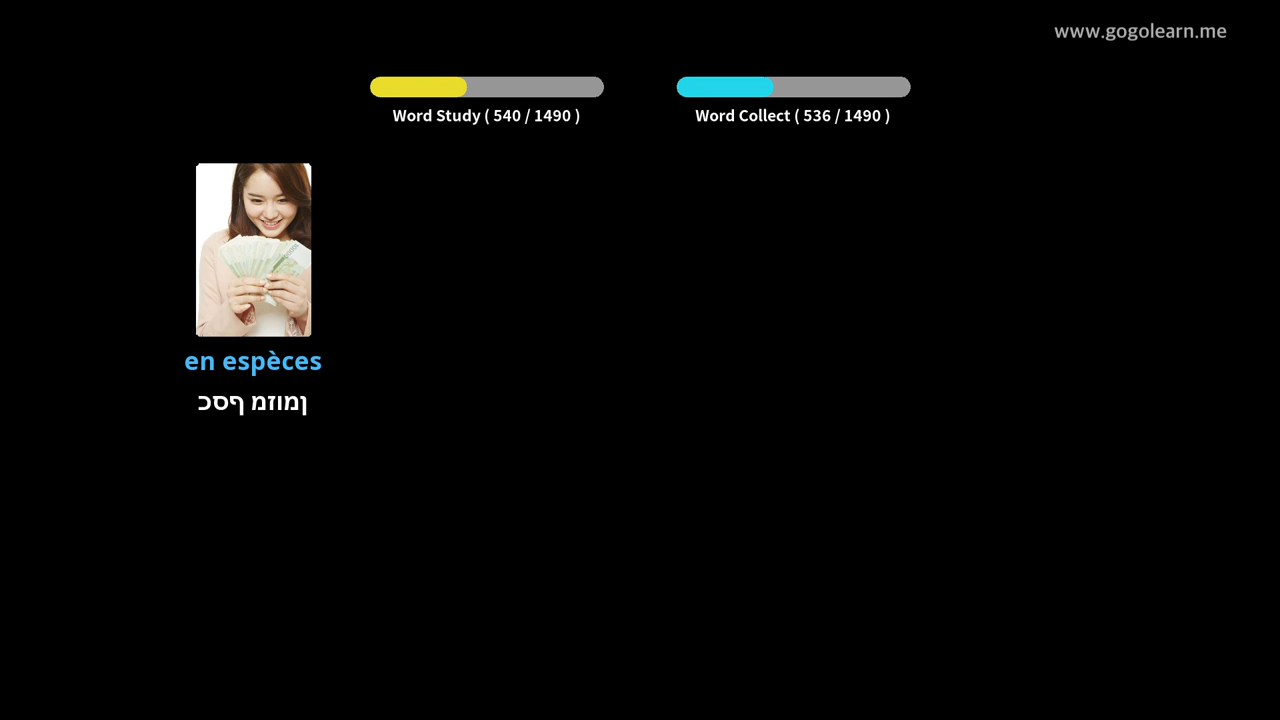 www.gogolearn.me
Word Study ( 540 / 1490 )
Word Collect ( 536 / 1490 )
en espèces
כסף מזומן